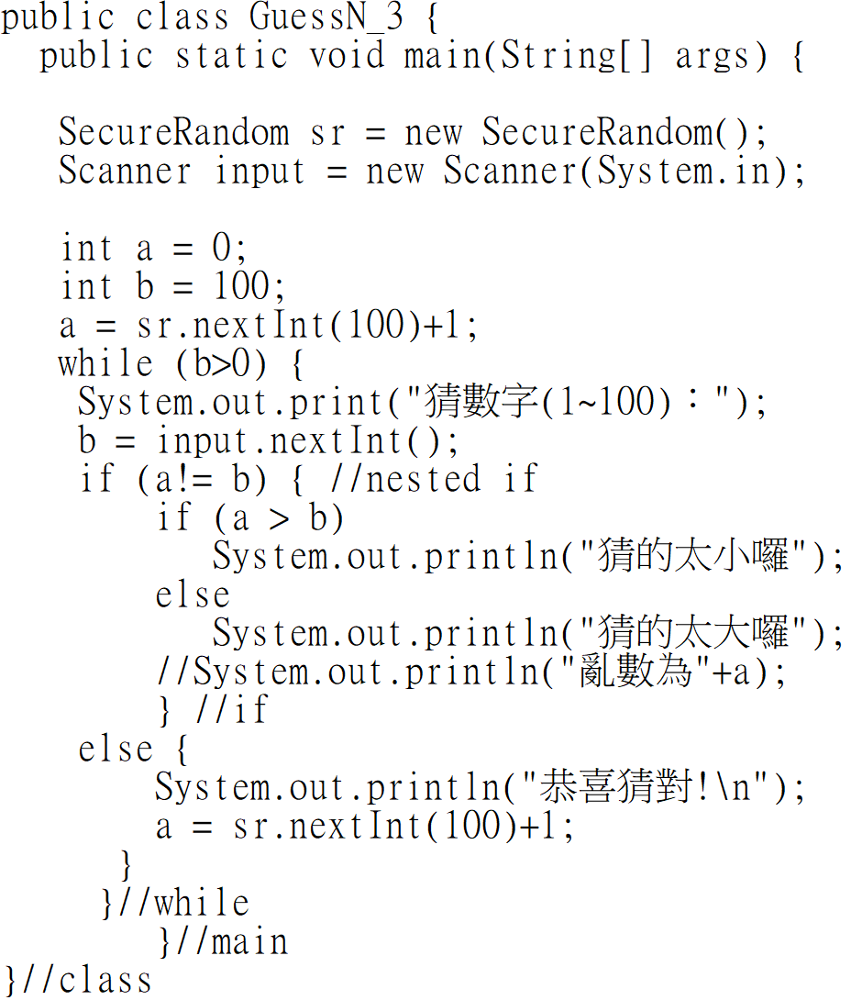 public class GuessN_3 {
public static void main(String[] args) {
SecureRandom sr = new SecureRandom();
Scanner input = new Scanner(System.in);
int a = 0;
int b = 100;
a = sr.nextInt(100)+1;
while (b>0) {
System.out.print("猜數字(1~100)：");
b = input.nextInt();
if (a!= b) { //nested if
if (a > b)
System.out.println("猜的太小囉");
else
System.out.println("猜的太大囉");
//System.out.println("亂數為"+a);
} //if
else {
System.out.println("恭喜猜對!\n");
a = sr.nextInt(100)+1;
}
}//while
}//main
}//class